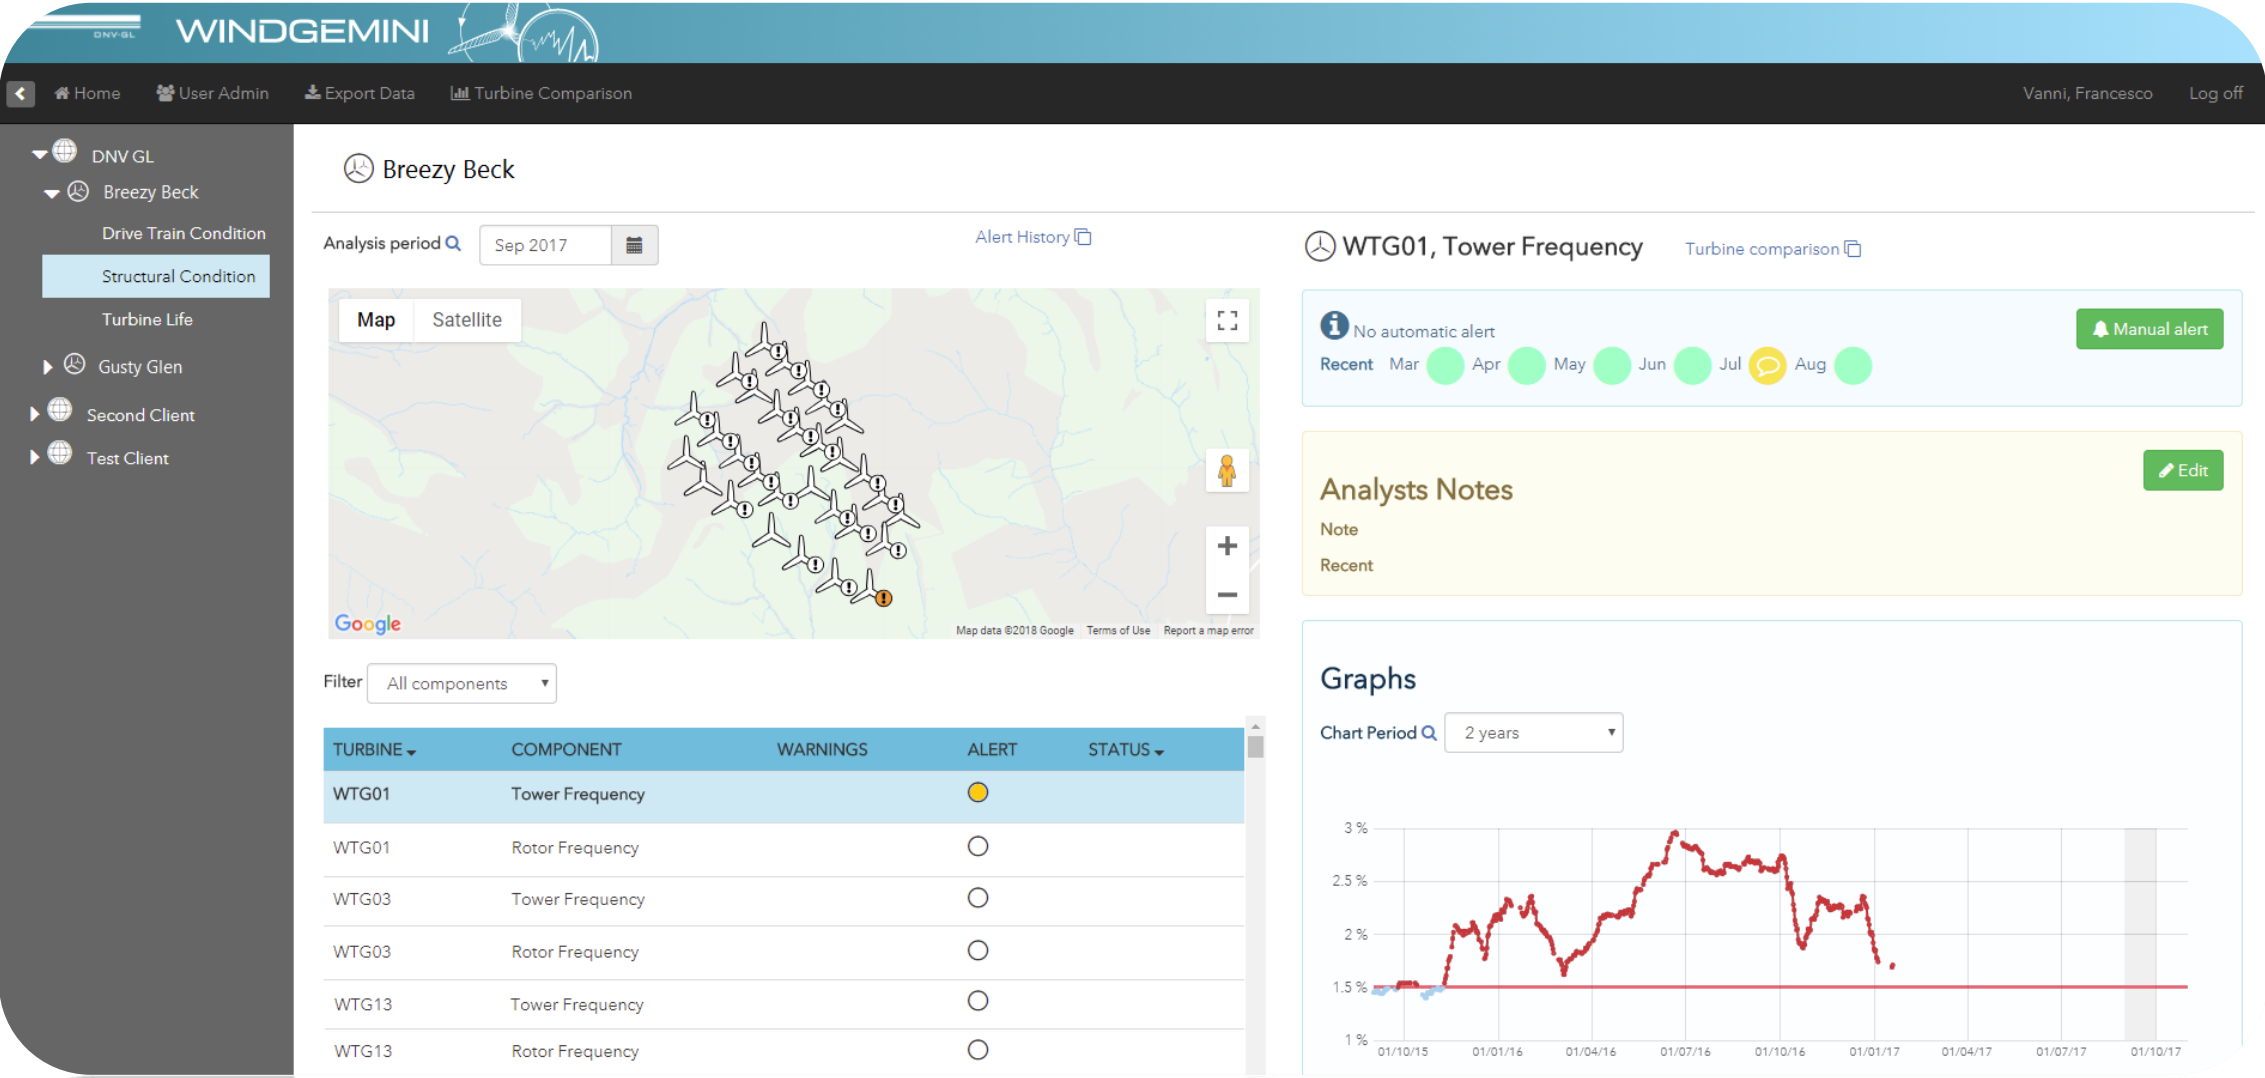 DNV·GL WINDGEMINI
Home User Admin Export Data Turbine Comparison Vanni, Francesco Log off
DNV GL
Breezy Beck
Drive Train Condition
Structural Condition
Turbine Life
Gusty Glen
Second Client
Test Client
Breezy Beck
Analysis period Sep 2017 Alert History
Map Satellite
Google
Map data ©2018 Google Terms of Use Report a map error
Filter All components
TURBINE COMPONENT WARNINGS ALERT STATUS
WTG01 Tower Frequency
WTG01 Rotor Frequency
WTG03 Tower Frequency
WTG03 Rotor Frequency
WTG13 Tower Frequency
WTG13 Rotor Frequency
WTG01, Tower Frequency Turbine comparison
No automatic alert Manual alert
Recent Mar Apr May Jun Jul Aug
Edit
Analysts Notes
Note
Recent
Graphs
Chart Period 2 years
3 %
2.5 %
2 %
1.5 %
1 %
01/10/15 01/01/16 01/04/16 01/07/16 01/10/16 01/01/17 01/04/17 01/07/17 01/10/17